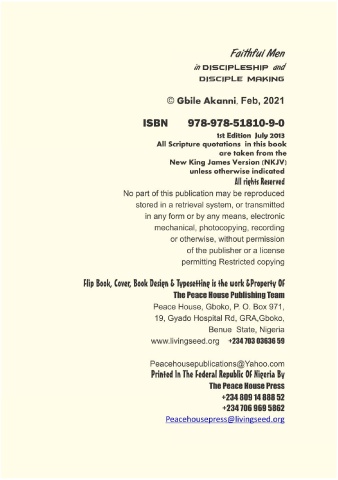 Faithful Men
in DISCIPLESHIP and
DISCIPLE MAKING
© Gbile Akanni, Feb, 2021
ISBN 978-978-51810-9-0
1st Edition July 2013
All Scripture quotations in this book
are taken from the
New King James Version (NKJV)
unless otherwise indicated
All rights Reserved
No part of this publication may be reproduced
stored in a retrieval system, or transmitted
in any form or by any means, electronic
mechanical, photocopying, recording
or otherwise, without permission
of the publisher or a license
permitting Restricted copying
Flip Book, Cover, Book Design & Typesetting is the work &Property Of
The Peace House Publishing Team
Peace House, Gboko, P. O. Box 971,
19, Gyado Hospital Rd, GRA,Gboko,
Benue State, Nigeria
www.livingseed.org +234 703 03636 59
Peacehousepublications@Yahoo.com
Printed In The Federal Republic Of Nigeria By
The Peace House Press
+234 809 14 888 52
+234 706 969 5862
Peacehousepress@livingseed.org